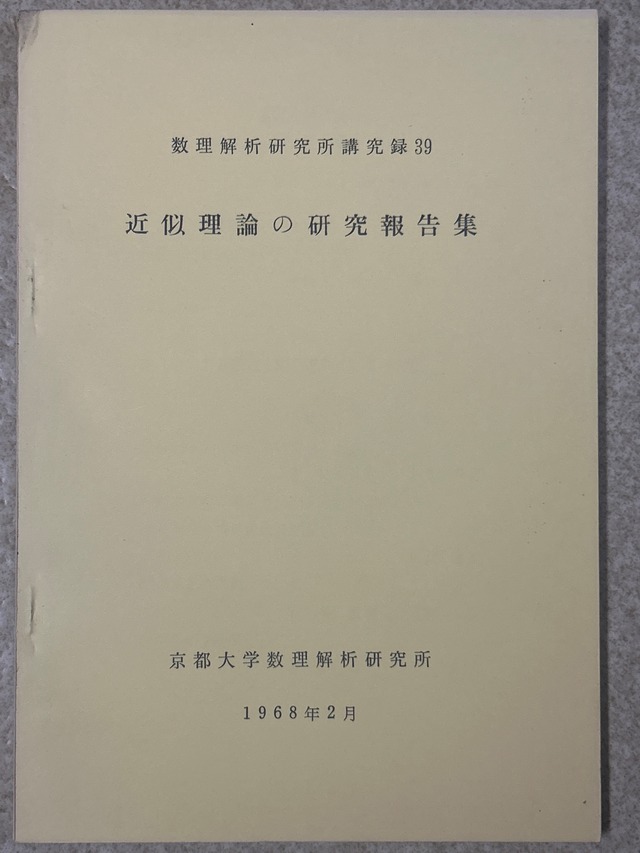 数理解析研究所講究録39
近似理論の研究報告集
京都大学数理解析研究所
1968年2月